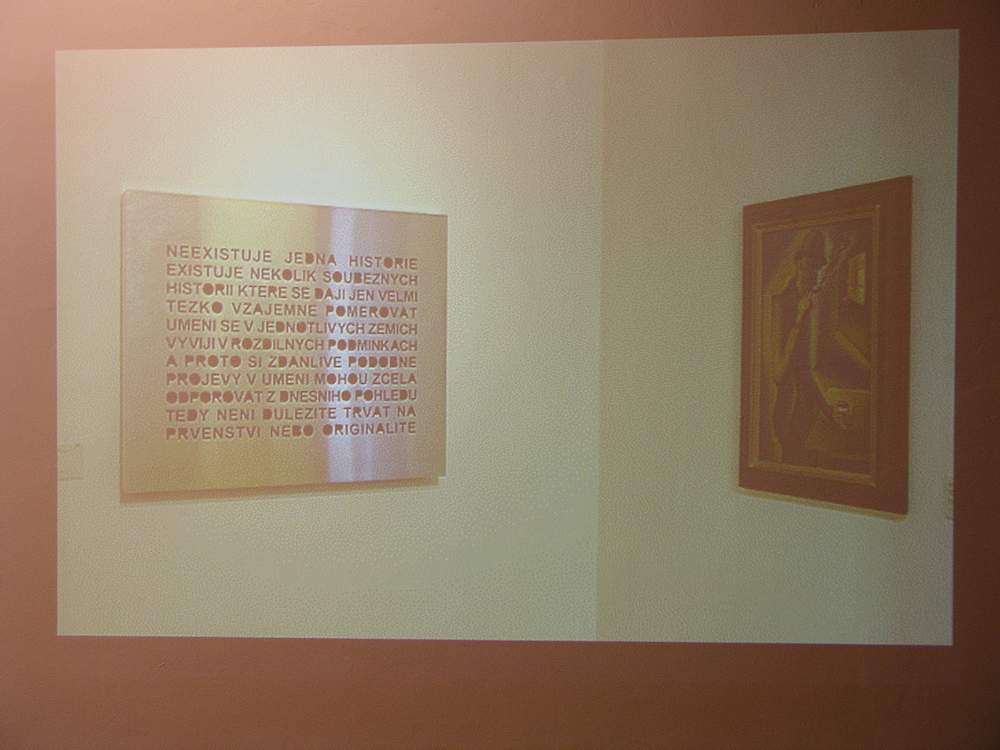 NEEXISTUJE JEDNA HISTORIE
EXISTUJE NEKOLIK SOUBEZNYCH
HISTORII KTERE SE DAJI JEN VELMI
TEZKO VZAJEMNE POMEROVAT
UMENI SE V JEDNOTLIVYCH ZEMICH
VYVIJI V ROZDILNYCH PODMINKACH
A PROTO SI ZDANLIVE PODOBNE
PROJEVY V UMENI MOHOU ZCELA
ODPOROVAT Z DNESNIHO POHLEDU
TEDY NENI DULEZITE TRVAT NA
PRVENSTVI NEBO ORIGINALITE